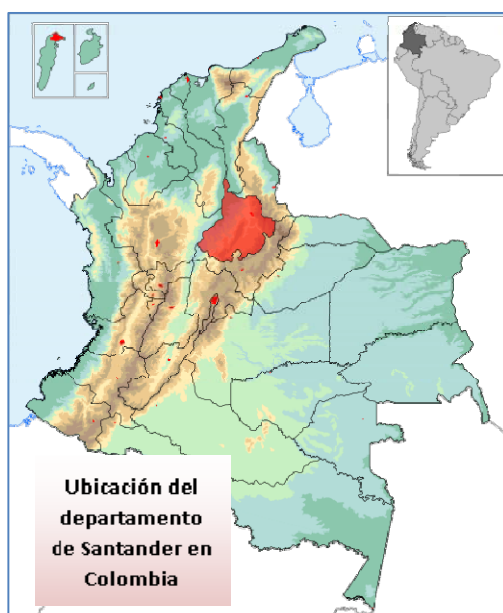 Ubicación del
departamento
de Santander en
Colombia